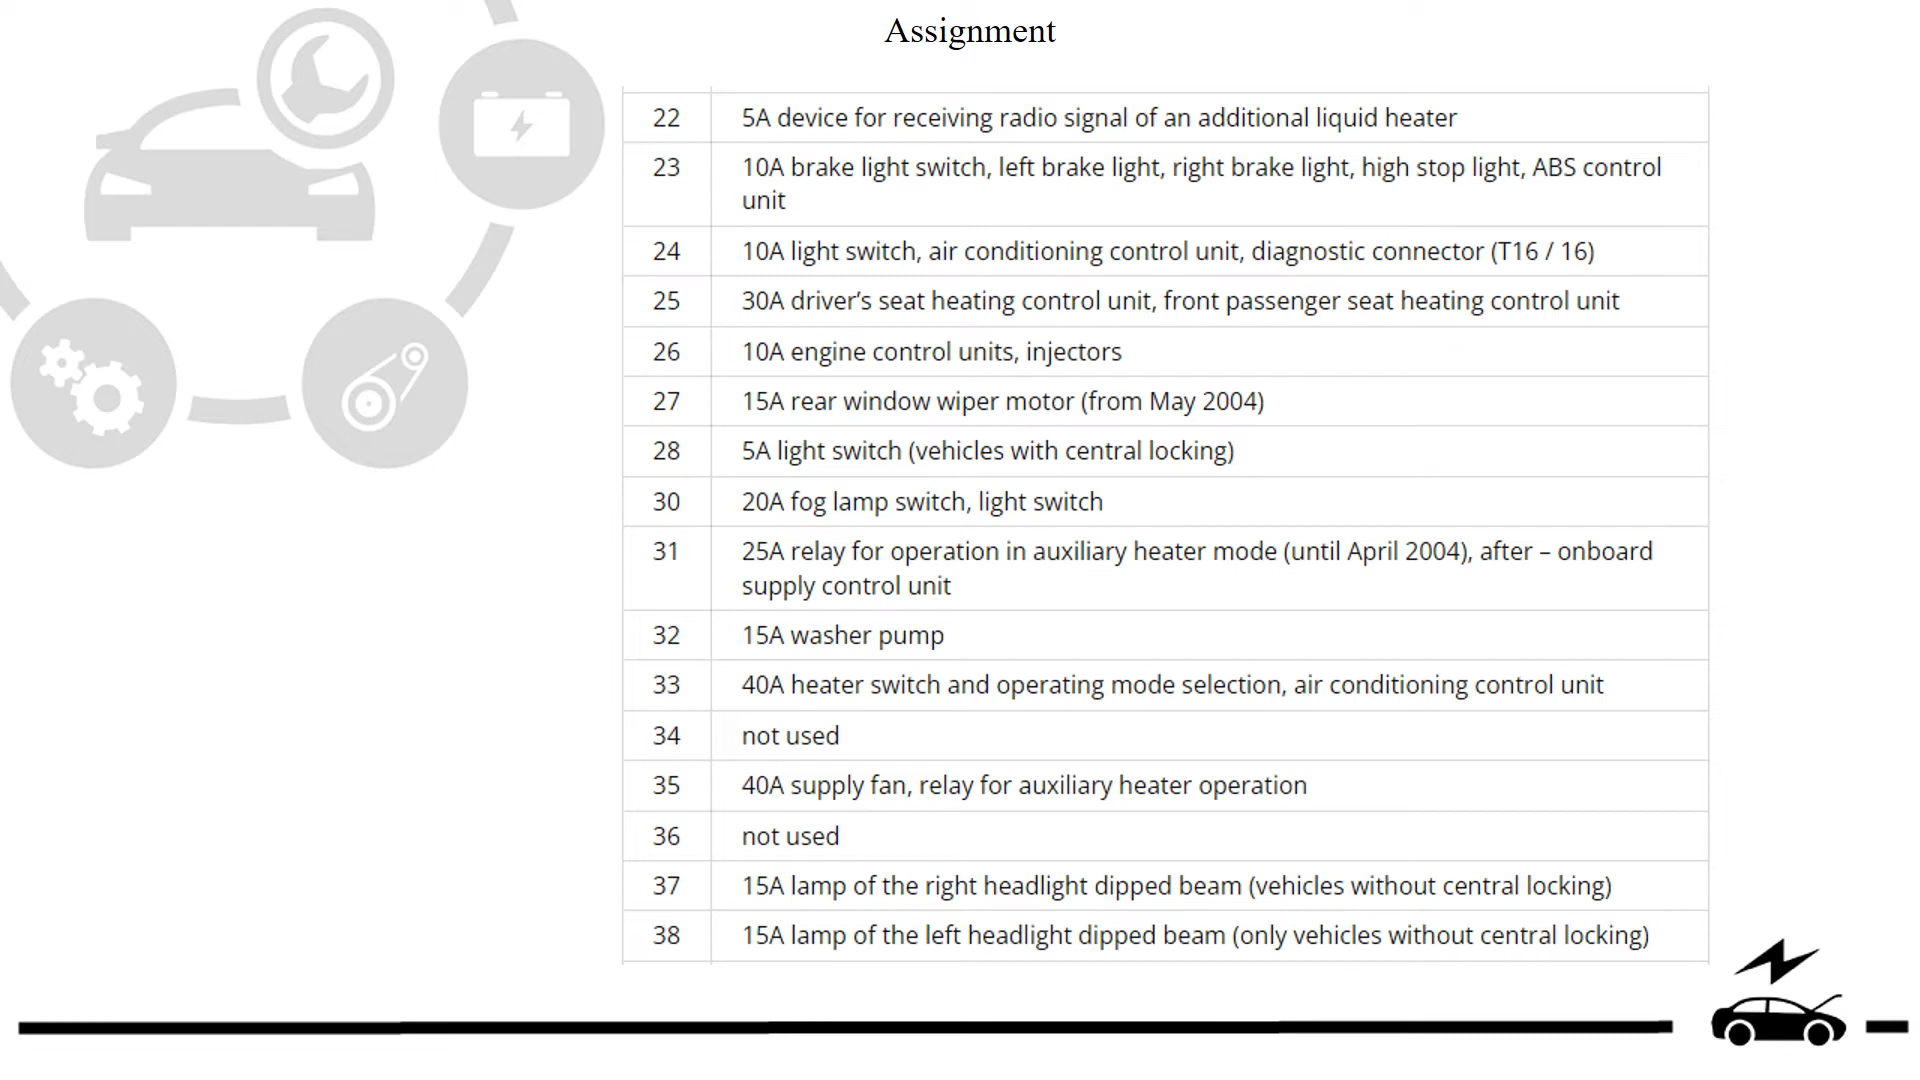 Assignment
22 5A device for receiving radio signal of an additional liquid heater
23 10A brake light switch, left brake light, right brake light, high stop light, ABS control
unit
24 10A light switch, air conditioning control unit, diagnostic connector (T16 / 16)
25 30A driver’s seat heating control unit, front passenger seat heating control unit
26 10A engine control units, injectors
27 15A rear window wiper motor (from May 2004)
28 5A light switch (vehicles with central locking)
30 20A fog lamp switch, light switch
31 25A relay for operation in auxiliary heater mode (until April 2004), after – onboard
supply control unit
32 15A washer pump
33 40A heater switch and operating mode selection, air conditioning control unit
34 not used
35 40A supply fan, relay for auxiliary heater operation
36 not used
37 15A lamp of the right headlight dipped beam (vehicles without central locking)
38 15A lamp of the left headlight dipped beam (only vehicles without central locking)